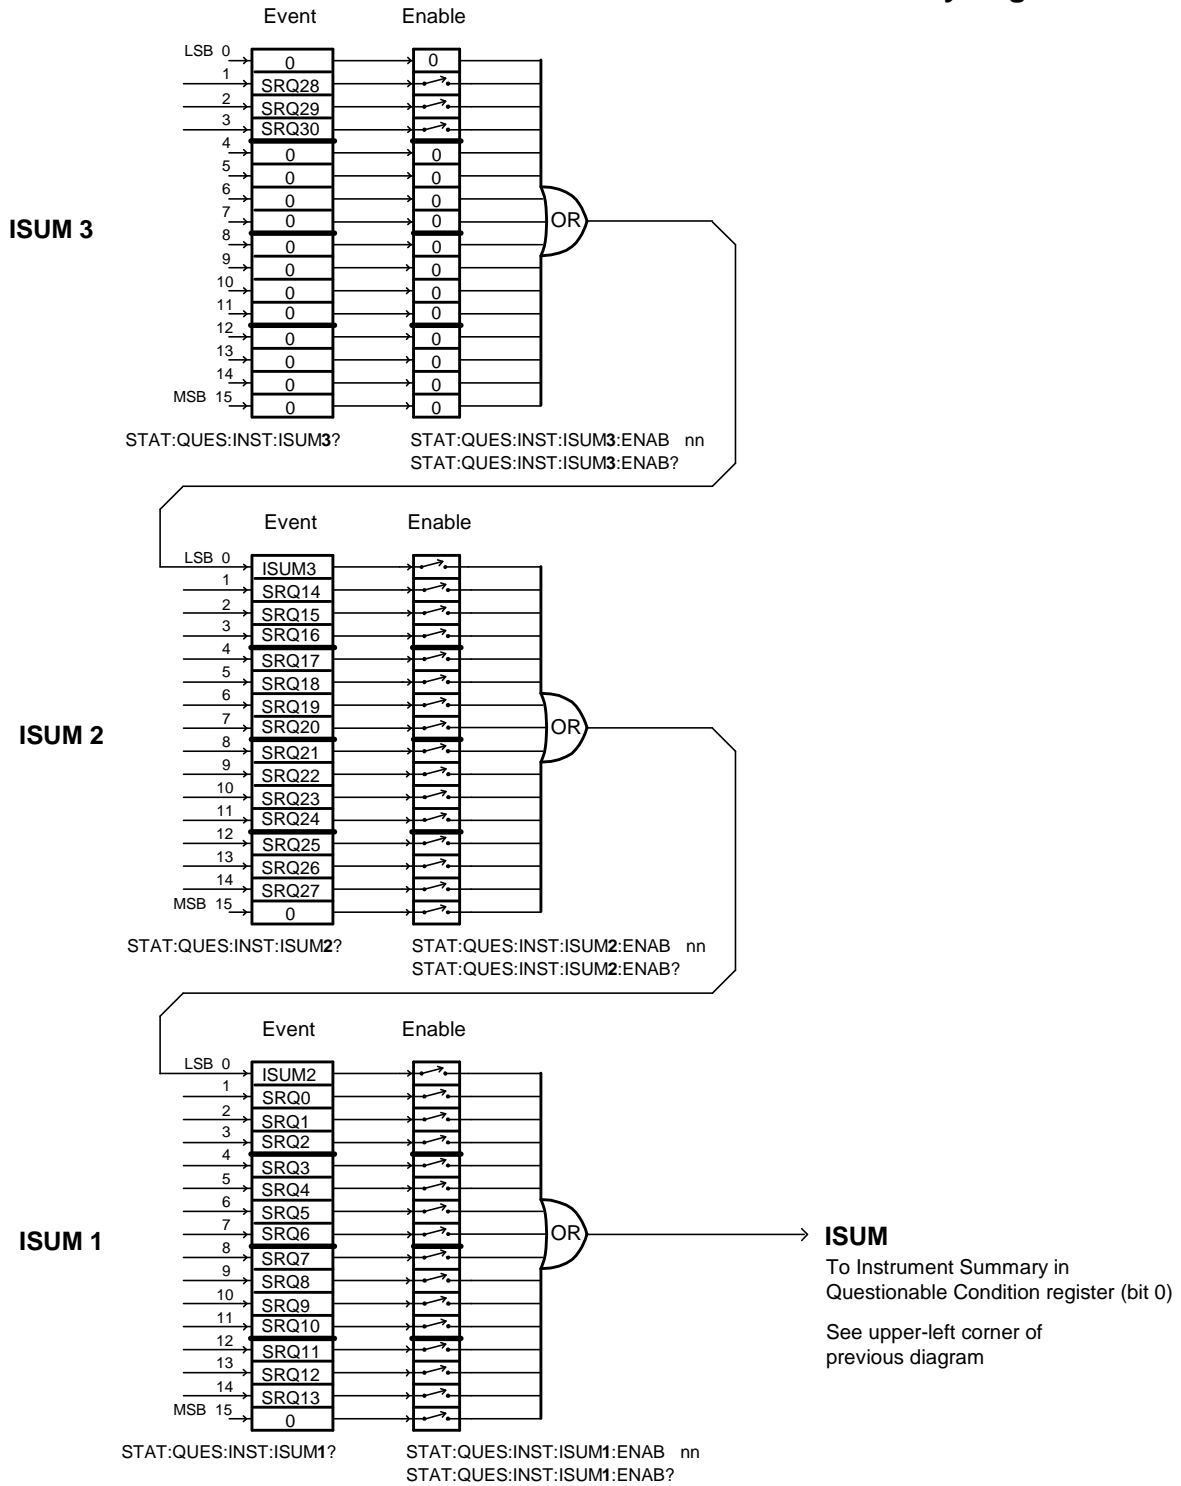 Event Enable
LSB 0 0 0
1 SRQ28
2 SRQ29
3 SRQ30
4 0 0
5 0 0
6 0 0
7 0 0
OR
ISUM 3
8 0 0
9 0 0
10 0 0
11 0 0
12 0 0
13 0 0
14 0 0
MSB 15 0 0
STAT:QUES:INST:ISUM3? STAT:QUES:INST:ISUM3:ENAB nn
STAT:QUES:INST:ISUM3:ENAB?
Event Enable
LSB 0 ISUM3
1 SRQ14
2 SRQ15
3 SRQ16
4 SRQ17
5 SRQ18
6 SRQ19
7 SRQ20
OR
ISUM 2
8 SRQ21
9 SRQ22
10 SRQ23
11 SRQ24
12 SRQ25
13 SRQ26
14 SRQ27
MSB 15 0
STAT:QUES:INST:ISUM2? STAT:QUES:INST:ISUM2:ENAB nn
STAT:QUES:INST:ISUM2:ENAB?
Event Enable
LSB 0 ISUM2
1 SRQ0
2 SRQ1
3 SRQ2
4 SRQ3
5 SRQ4
6 SRQ5
7 SRQ6
OR
ISUM 1
8 SRQ7
9 SRQ8
10 SRQ9
11 SRQ10
12 SRQ11
13 SRQ12
14 SRQ13
MSB 15 0
ISUM
To Instrument Summary in
Questionable Condition register (bit 0)
See upper-left corner of
previous diagram
STAT:QUES:INST:ISUM1? STAT:QUES:INST:ISUM1:ENAB nn
STAT:QUES:INST:ISUM1:ENAB?